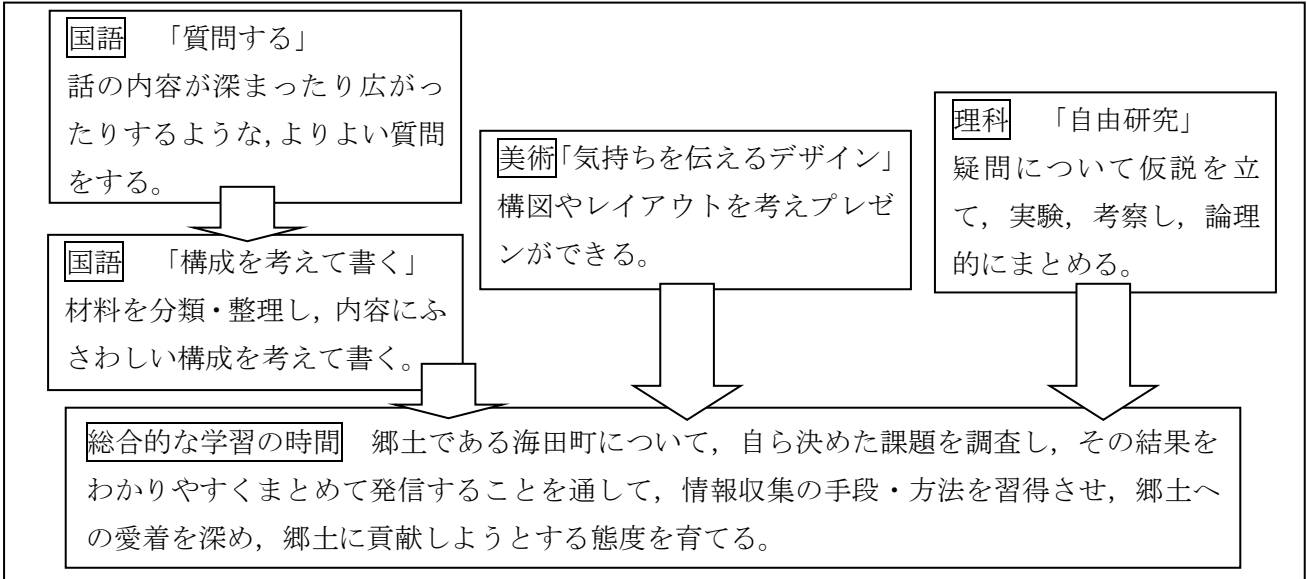 国語　「質問する」
話の内容が深まったり広がっ
たりするような，よりよい質問
をする。
国語　「構成を考えて書く」
材料を分類・整理し，内容にふ
さわしい構成を考えて書く。
美術「気持ちを伝えるデザイン」
構図やレイアウトを考えプレゼ
ンができる。
理科　「自由研究」
疑問について仮説を立
て，実験，考察し，論理
的にまとめる。
総合的な学習の時間　郷土である海田町について，自ら決めた課題を調査し，その結果を
わかりやすくまとめて発信することを通して，情報収集の手段・方法を習得させ，郷土へ
の愛着を深め，郷土に貢献しようとする態度を育てる。